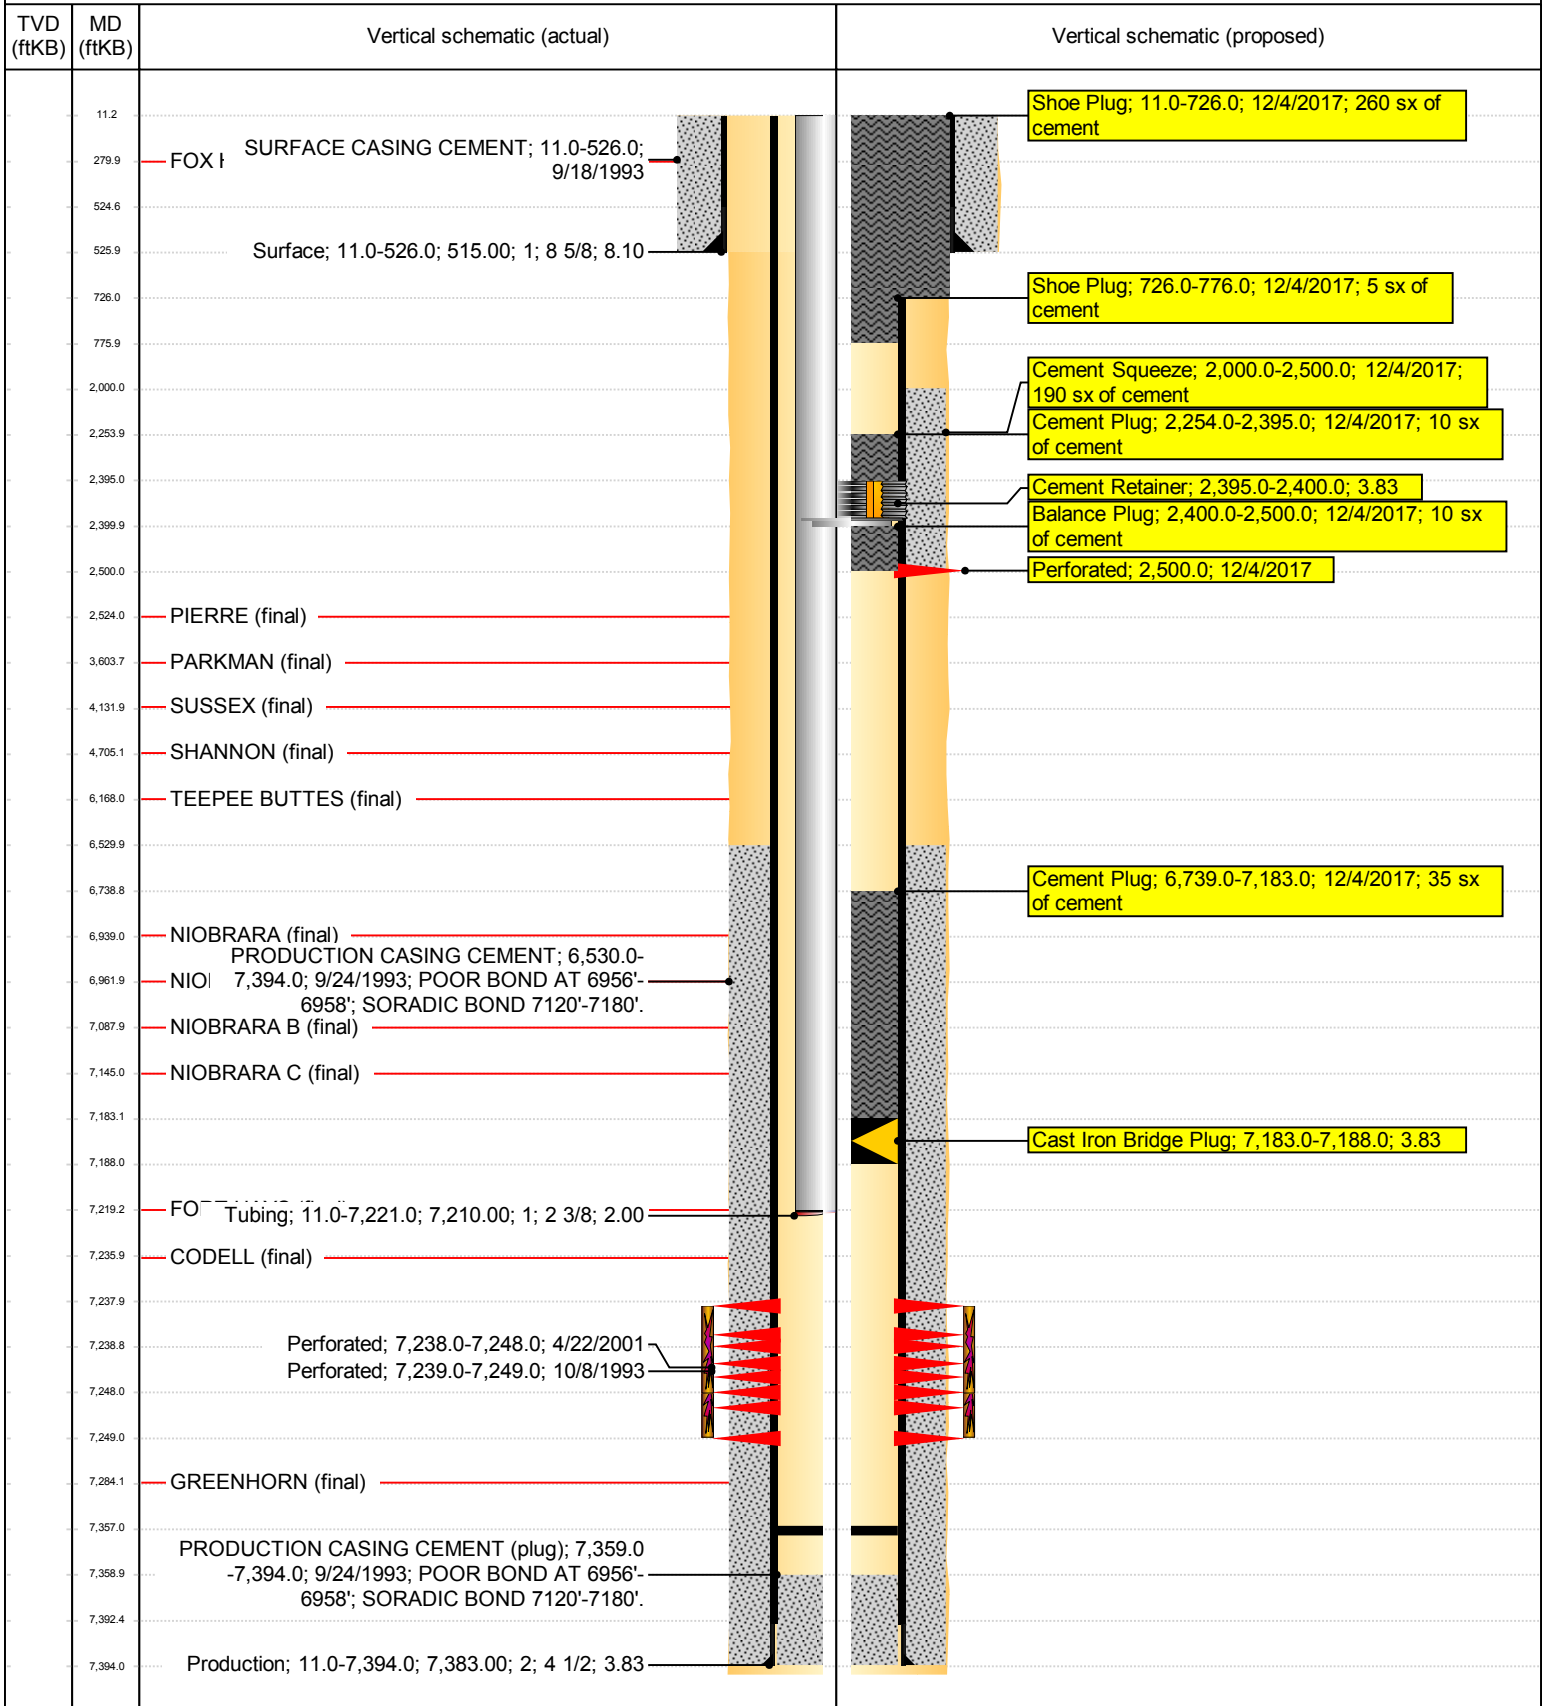 TVD (ftKB)
MD (ftKB)
Vertical schematic (actual)
Vertical schematic (proposed)
11.2
279.9
524.6
525.9
726.0
775.9
2,000.0
2,253.9
2,395.0
2,399.9
2,500.0
2,524.0
3,603.7
4,131.9
4,705.1
6,168.0
6,529.9
6,738.8
6,939.0
6,961.9
7,087.9
7,145.0
7,183.1
7,188.0
7,219.2
7,235.9
7,237.9
7,238.8
7,248.0
7,249.0
7,284.1
7,357.0
7,358.9
7,392.4
7,394.0
FOX
SURFACE CASING CEMENT; 11.0-526.0;
9/18/1993
Surface; 11.0-526.0; 515.00; 1; 8 5/8; 8.10
PIERRE (final)
PARKMAN (final)
SUSSEX (final)
SHANNON (final)
TEEPEE BUTTES (final)
NIOBRARA (final)
PRODUCTION CASING CEMENT; 6,530.0-
7,394.0; 9/24/1993; POOR BOND AT 6956'-
6958'; SORADIC BOND 7120'-7180'.
NIOBRARA B (final)
NIOBRARA C (final)
Tubing; 11.0-7,221.0; 7,210.00; 1; 2 3/8; 2.00
CODELL (final)
Perforated; 7,238.0-7,248.0; 4/22/2001
Perforated; 7,239.0-7,249.0; 10/8/1993
GREENHORN (final)
PRODUCTION CASING CEMENT (plug); 7,359.0
-7,394.0; 9/24/1993; POOR BOND AT 6956'-
6958'; SORADIC BOND 7120'-7180'.
Production; 11.0-7,394.0; 7,383.00; 2; 4 1/2; 3.83
Shoe Plug; 11.0-726.0; 12/4/2017; 260 sx of
cement
Shoe Plug; 726.0-776.0; 12/4/2017; 5 sx of
cement
Cement Squeeze; 2,000.0-2,500.0; 12/4/2017;
190 sx of cement
Cement Plug; 2,254.0-2,395.0; 12/4/2017; 10 sx
of cement
Cement Retainer; 2,395.0-2,400.0; 3.83
Balance Plug; 2,400.0-2,500.0; 12/4/2017; 10 sx
of cement
Perforated; 2,500.0; 12/4/2017
Cement Plug; 6,739.0-7,183.0; 12/4/2017; 35 sx
of cement
Cast Iron Bridge Plug; 7,183.0-7,188.0; 3.83